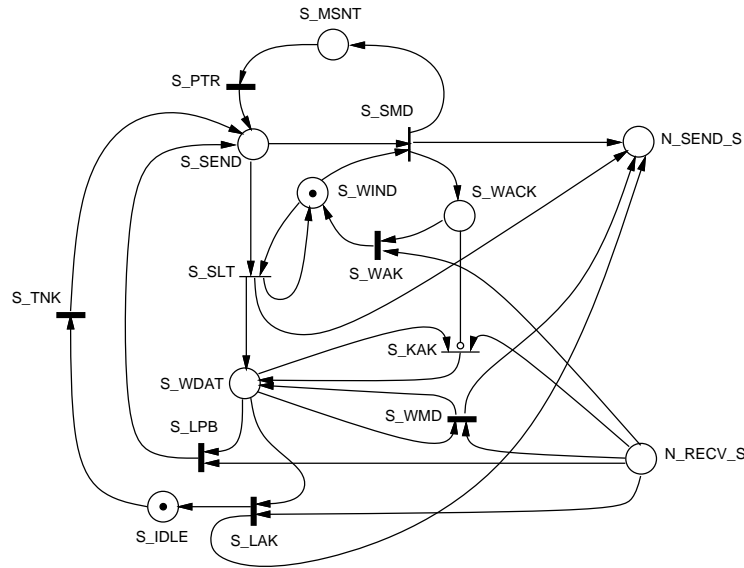 S_MSNT
S_PTR
S_SMD
N_SEND_S
S_SEND
S_WIND
S_WACK
S_WAK
S_SLT
S_TNK
S_KAK
S_WDAT
S_WMD
S_LPB
N_RECV_S
S_IDLE
S_LAK